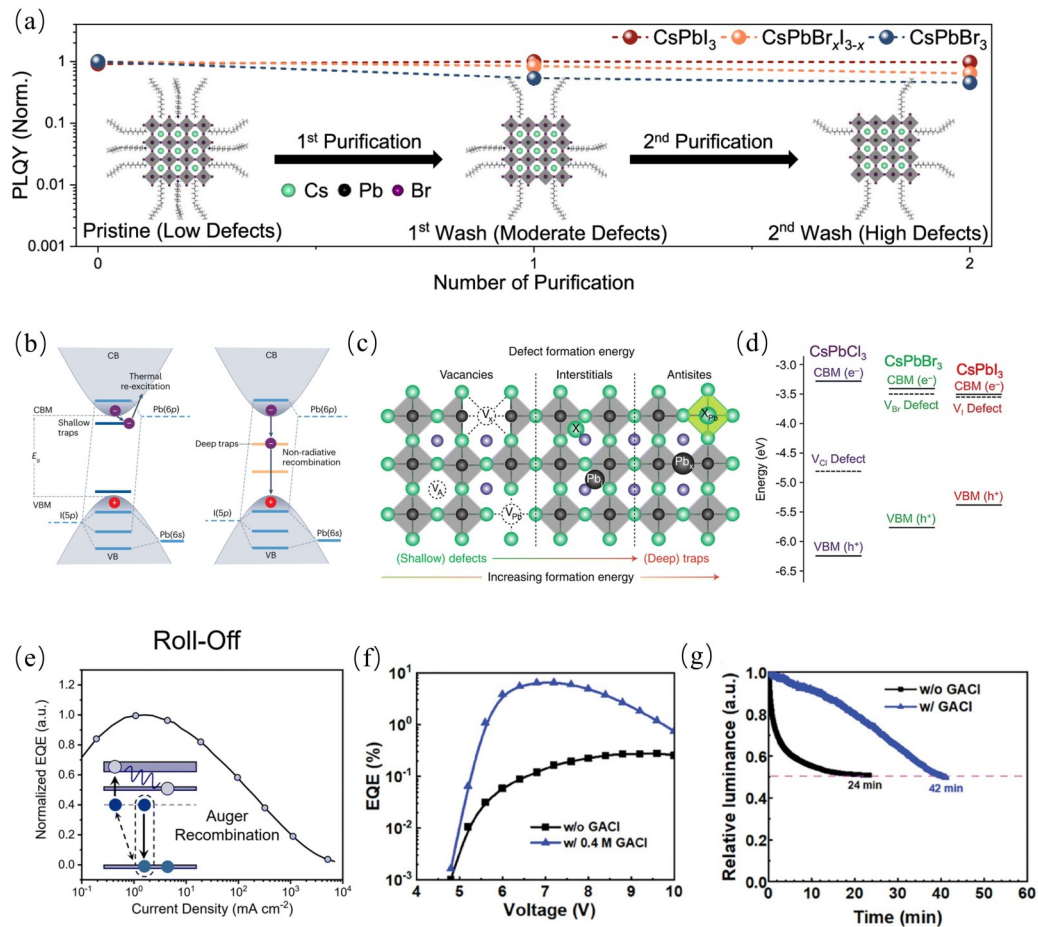 (a)
CsPbI3
CsPbBrxI3-x
CsPbBr3
PLQY (Norm.)
1
0.1
0.01
0.001
1st Purification
2nd Purification
Cs
Pb
Br
Pristine (Low Defects)
1st Wash (Moderate Defects)
2nd Wash (High Defects)
0
1
2
Number of Purification
(b)
CB
Thermal
re-excitation
CBM
Pb(6p)
Shallow
traps
Eg
VBM
I(5p)
Pb(6s)
VB
CB
Pb(6p)
Deep traps
Non-radiative
recombination
I(5p)
Pb(6s)
VB
(c)
Defect formation energy
Vacancies
Interstitials
Antisites
Vx
X
XPb
Pbx
Pb
VA
VPb
(Shallow) defects
(Deep) traps
Increasing formation energy
(d)
CsPbCl3
CsPbBr3
CsPbI3
-3.0
-3.5
-4.0
-4.5
-5.0
-5.5
-6.0
-6.5
Energy (eV)
CBM (e-)
CBM (e-)
CBM (e-)
VBr Defect
VI Defect
VCl Defect
VBM (h+)
VBM (h+)
VBM (h+)
(e)
Roll-Off
Normalized EQE (a.u.)
1.2
1.0
0.8
0.6
0.4
0.2
0.0
Auger
Recombination
10-1
100
101
102
103
104
Current Density (mA cm-2)
(f)
EQE (%)
101
100
10-1
10-2
10-3
w/o GACl
w/ 0.4 M GACl
4
5
6
7
8
9
10
Voltage (V)
(g)
Relative luminance (a.u.)
1.0
0.9
0.8
0.7
0.6
0.5
0.4
0.3
w/o GACl
w/ GACl
24 min
42 min
0
10
20
30
40
50
60
Time (min)